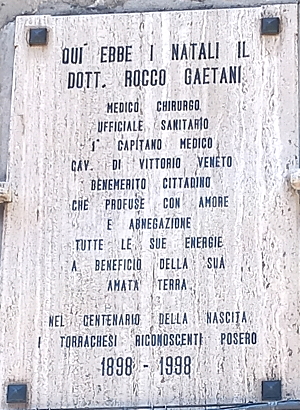 QUI' EBBE I NATALI IL
DOTT. ROCCO GAETANI
MEDICO CHIRURGO
UFFICIALE SANITARIO
1° CAPITANO MEDICO
CAV. DI VITTORIO VENETO
BENEMERITO CITTADINO
CHE PROFUSE CON AMORE
E ABNEGAZIONE
TUTTE LE SUE ENERGIE
A BENEFICIO DELLA SUA
AMATA TERRA
NEL CENTENARIO DELLA NASCITA
I TORRACHESI RICONOSCENTI POSERO
1898 - 1998